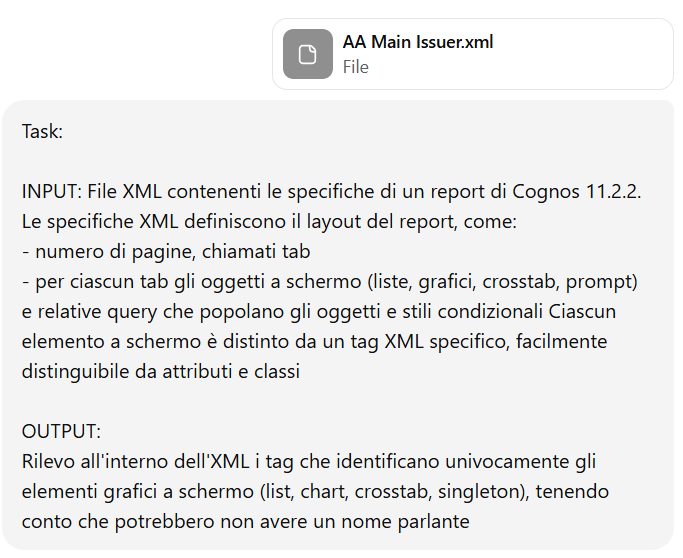 AA Main Issuer.xml
File
Task:
INPUT: File XML contenenti le specifiche di un report di Cognos 11.2.2.
Le specifiche XML definiscono il layout del report, come:
- numero di pagine, chiamati tab
- per ciascun tab gli oggetti a schermo (liste, grafici, crosstab, prompt)
e relative query che popolano gli oggetti e stili condizionali Ciascun
elemento a schermo è distinto da un tag XML specifico, facilmente
distinguibile da attributi e classi
OUTPUT:
Rilevo all'interno dell'XML i tag che identificano univocamente gli
elementi grafici a schermo (list, chart, crosstab, singleton), tenendo
conto che potrebbero non avere un nome parlante